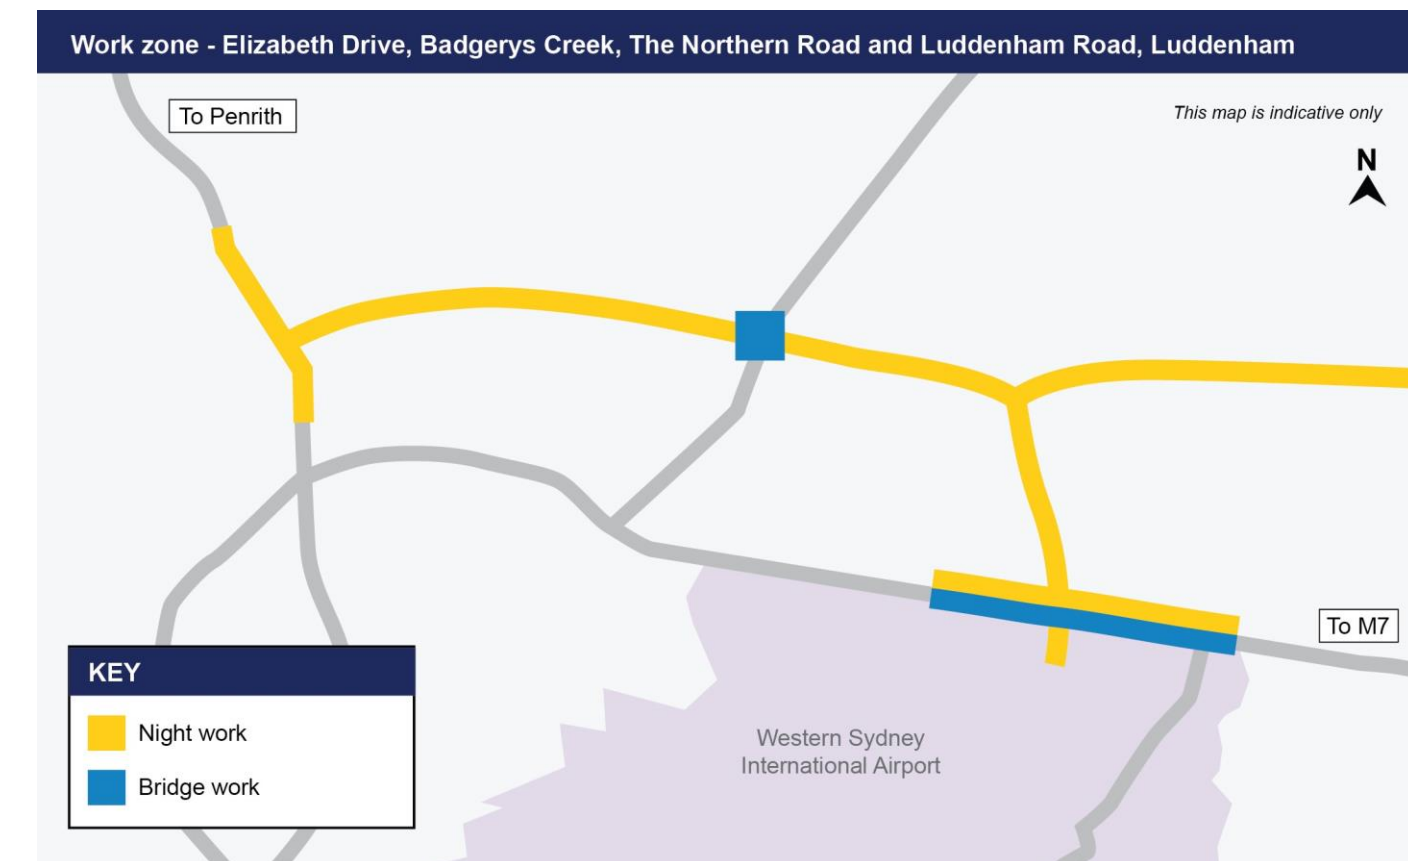 Work zone - Elizabeth Drive, Badgerys Creek, The Northern Road and Luddenham Road, Luddenham
To Penrith
This map is indicative only
N
To M7
KEY
Night work
Bridge work
Western Sydney
International Airport